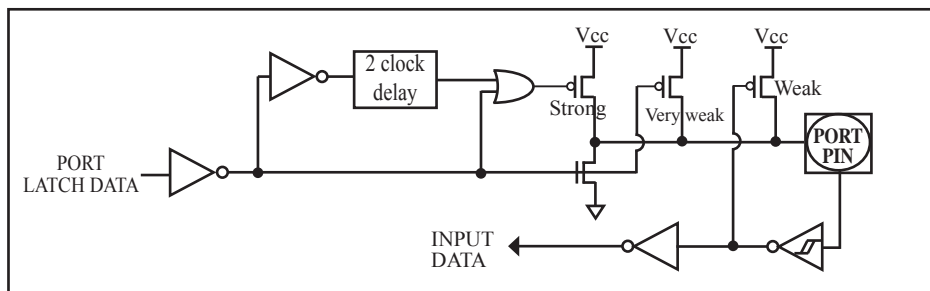 Vcc
Vcc
Vcc
2 clock
delay
Strong
Very weak
Weak
PORT
PIN
PORT
LATCH DATA
INPUT
DATA